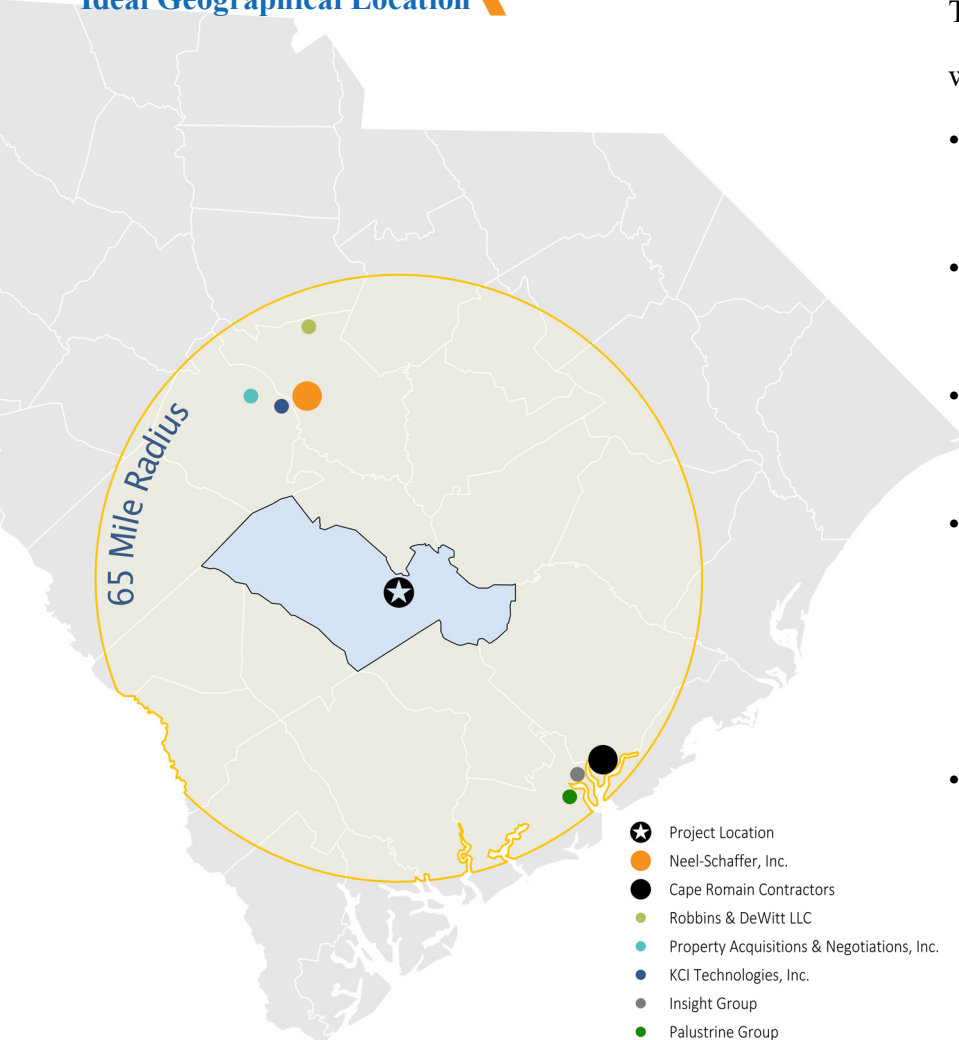 Ideal Geographical Location
T
w
•
•
•
•
•
65 Mile Radius
Project Location
Neel-Schaffer, Inc.
Cape Romain Contractors
Robbins & DeWitt LLC
Property Acquisitions & Negotiations, Inc.
KCI Technologies, Inc.
Insight Group
Palustrine Group